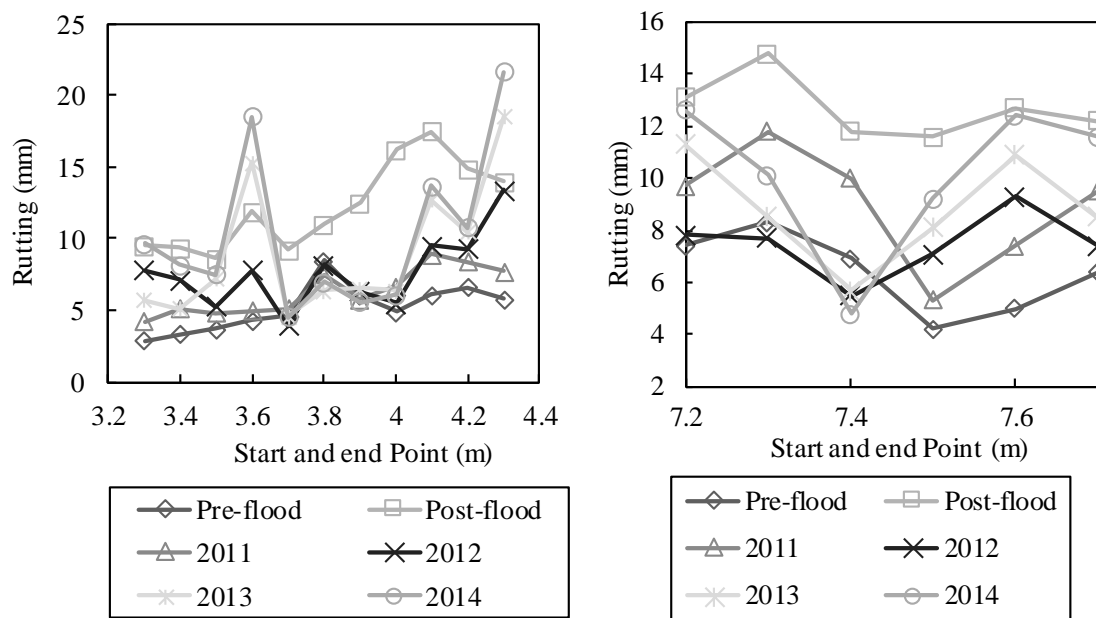 25
20
15
10
5
0
Rutting (mm)
3.2 3.4 3.6 3.8 4 4.2 4.4
Start and end Point (m)
Pre-flood Post-flood
2011 2012
2013 2014
16
14
12
10
8
6
4
2
Rutting (mm)
7.2 7.4 7.6
Start and end Point (m)
Pre-flood Post-flood
2011 2012
2013 2014